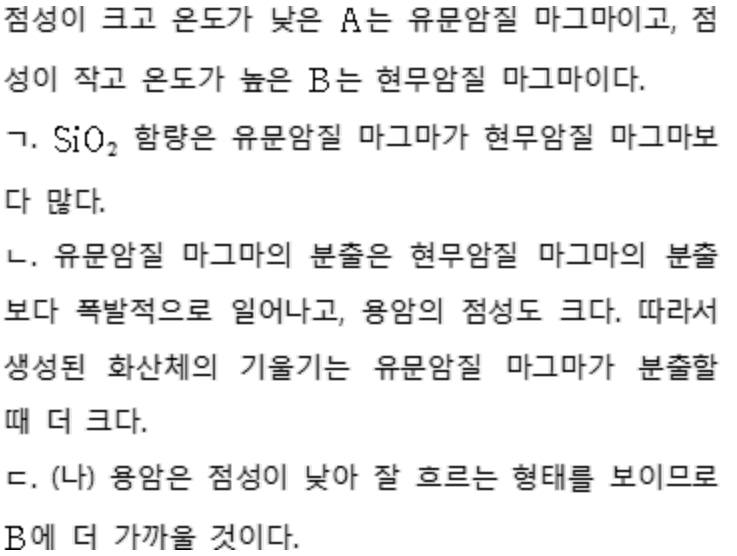 점성이 크고 온도가 낮은 A는 유문암질 마그마이고, 점
성이 작고 온도가 높은 B는 현무암질 마그마이다.
ㄱ. SiO₂ 함량은 유문암질 마그마가 현무암질 마그마보
다 많다.
ㄴ. 유문암질 마그마의 분출은 현무암질 마그마의 분출
보다 폭발적으로 일어나고, 용암의 점성도 크다. 따라서
생성된 화산체의 기울기는 유문암질 마그마가 분출할
때 더 크다.
ㄷ. (나) 용암은 점성이 낮아 잘 흐르는 형태를 보이므로
B에 더 가까울 것이다.